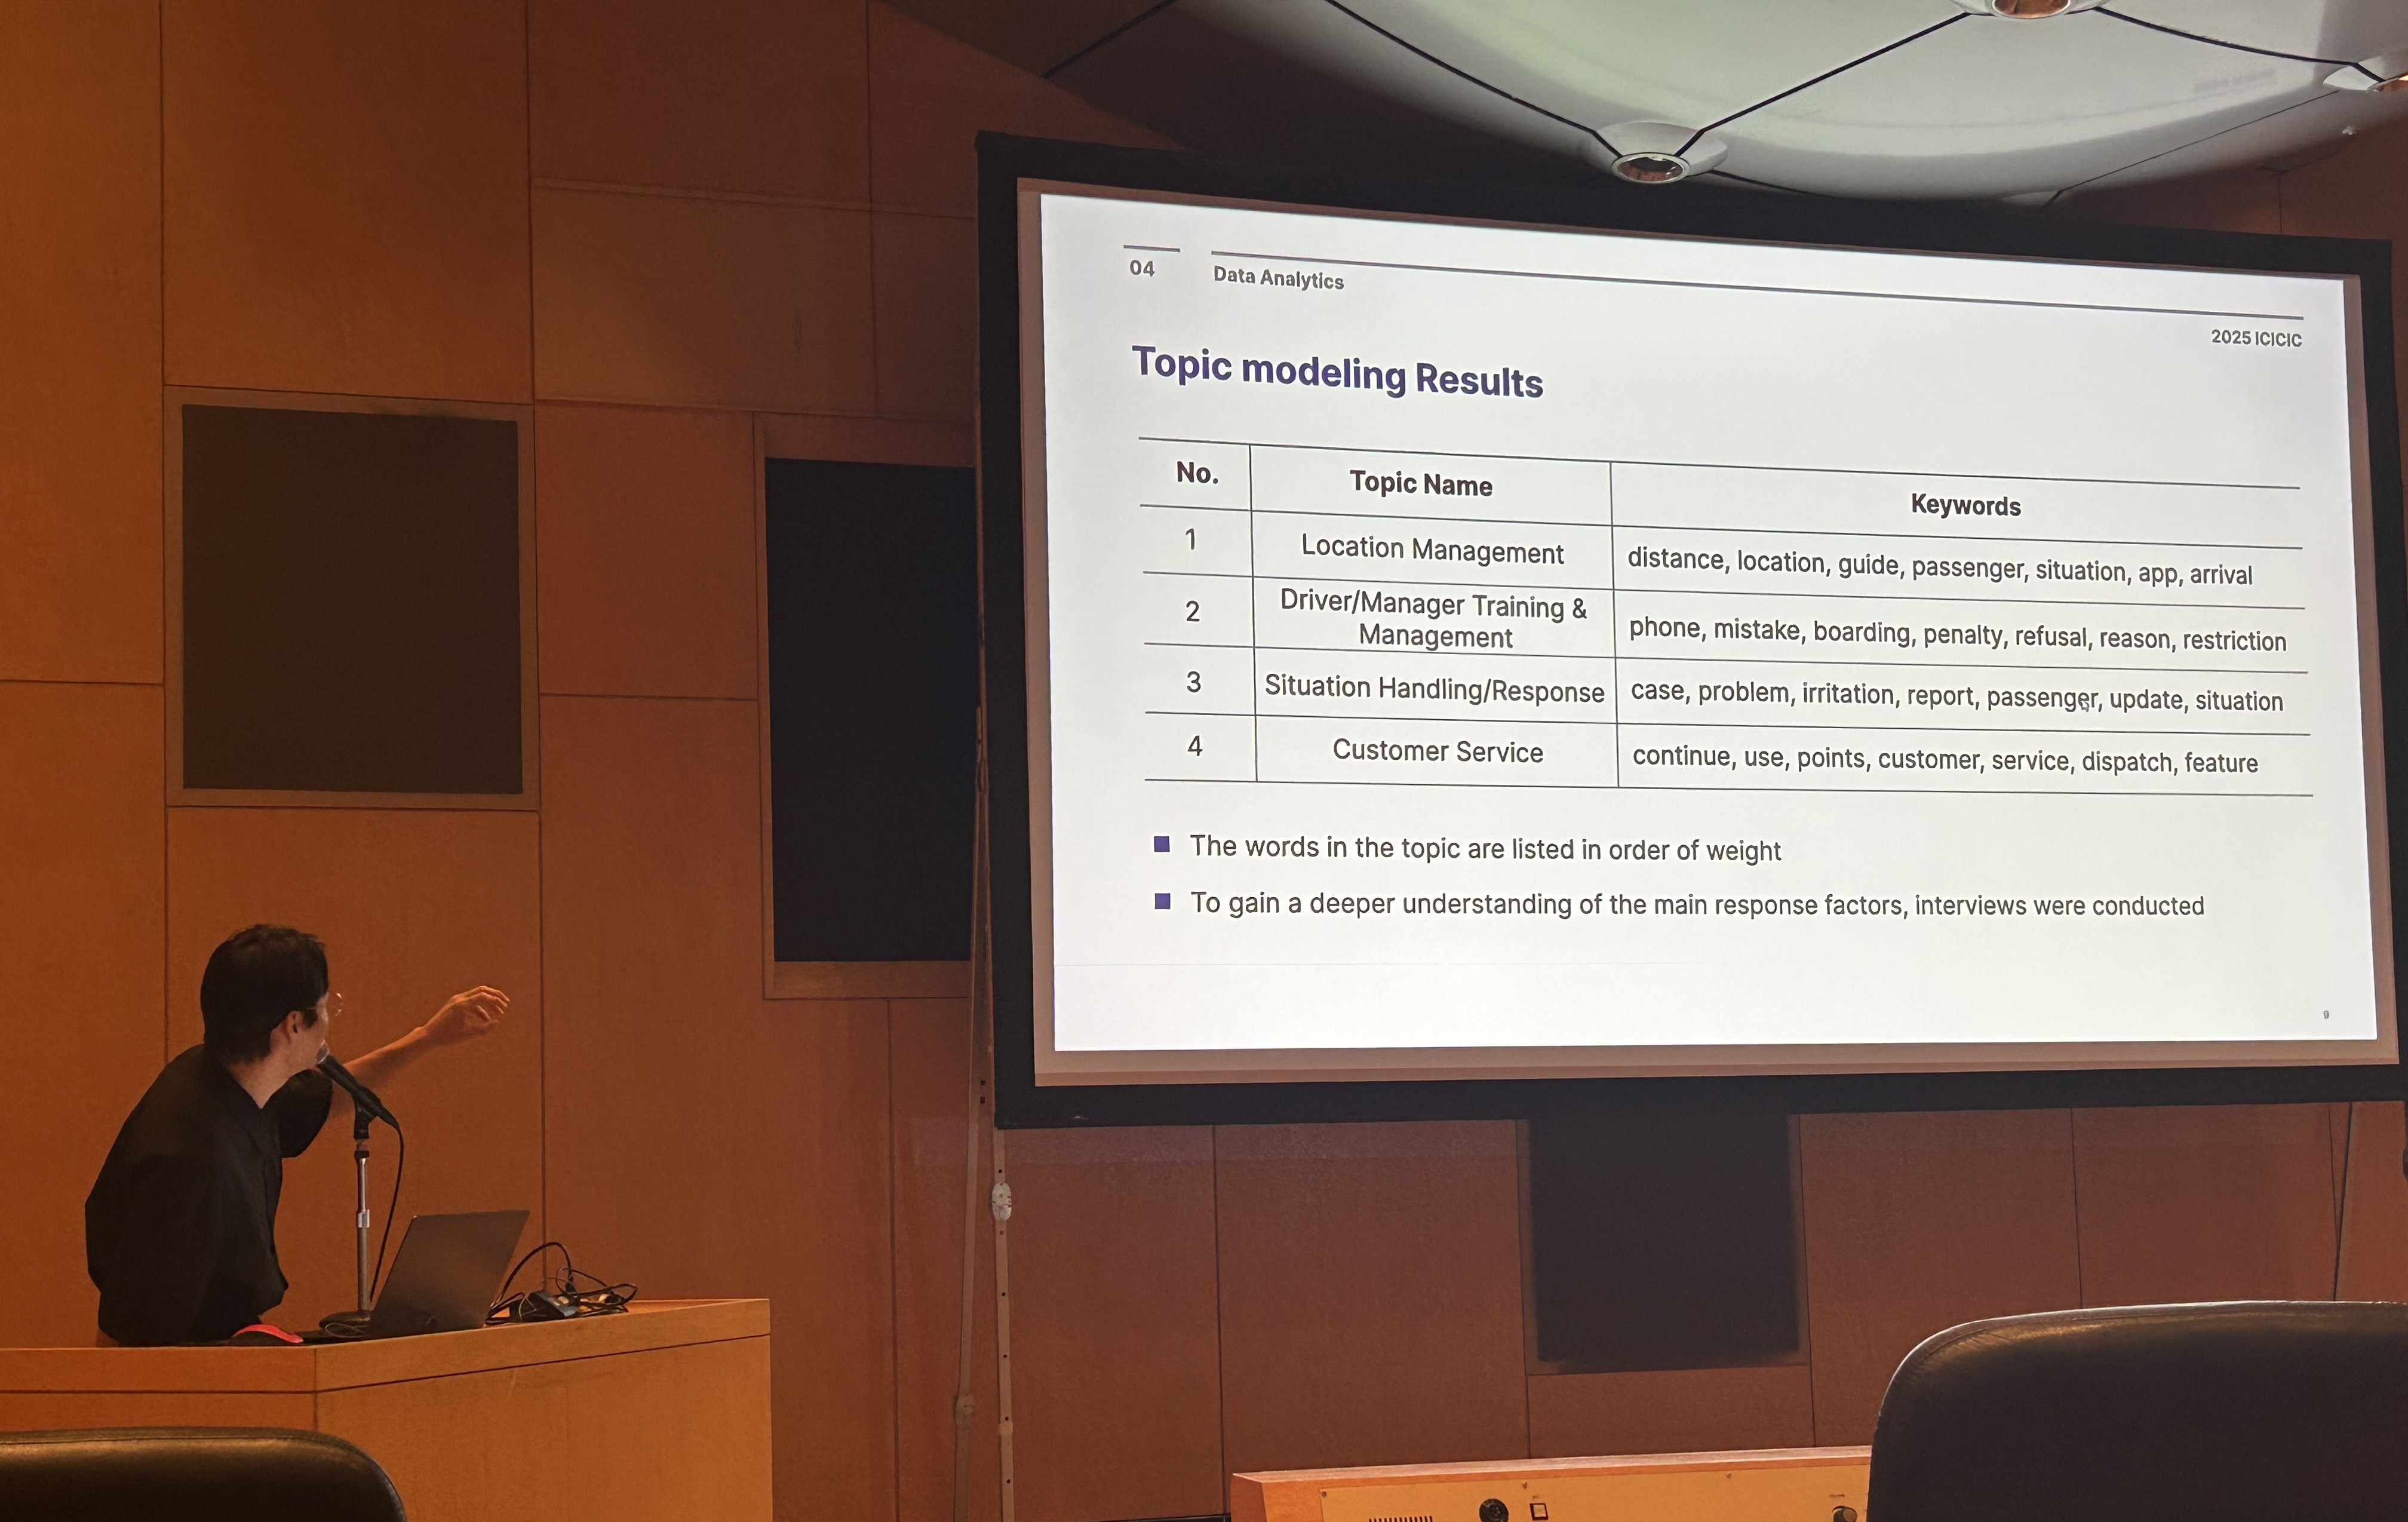 04
Data Analytics
2025 ICICIC
Topic modeling Results
No.
Topic Name
Keywords
1
Location Management
distance, location, guide, passenger, situation, app, arrival
2
Driver/Manager Training &
Management
phone, mistake, boarding, penalty, refusal, reason, restriction
3
Situation Handling/Response
case, problem, irritation, report, passenger, update, situation
4
Customer Service
continue, use, points, customer, service, dispatch, feature
The words in the topic are listed in order of weight
To gain a deeper understanding of the main response factors, interviews were conducted
9